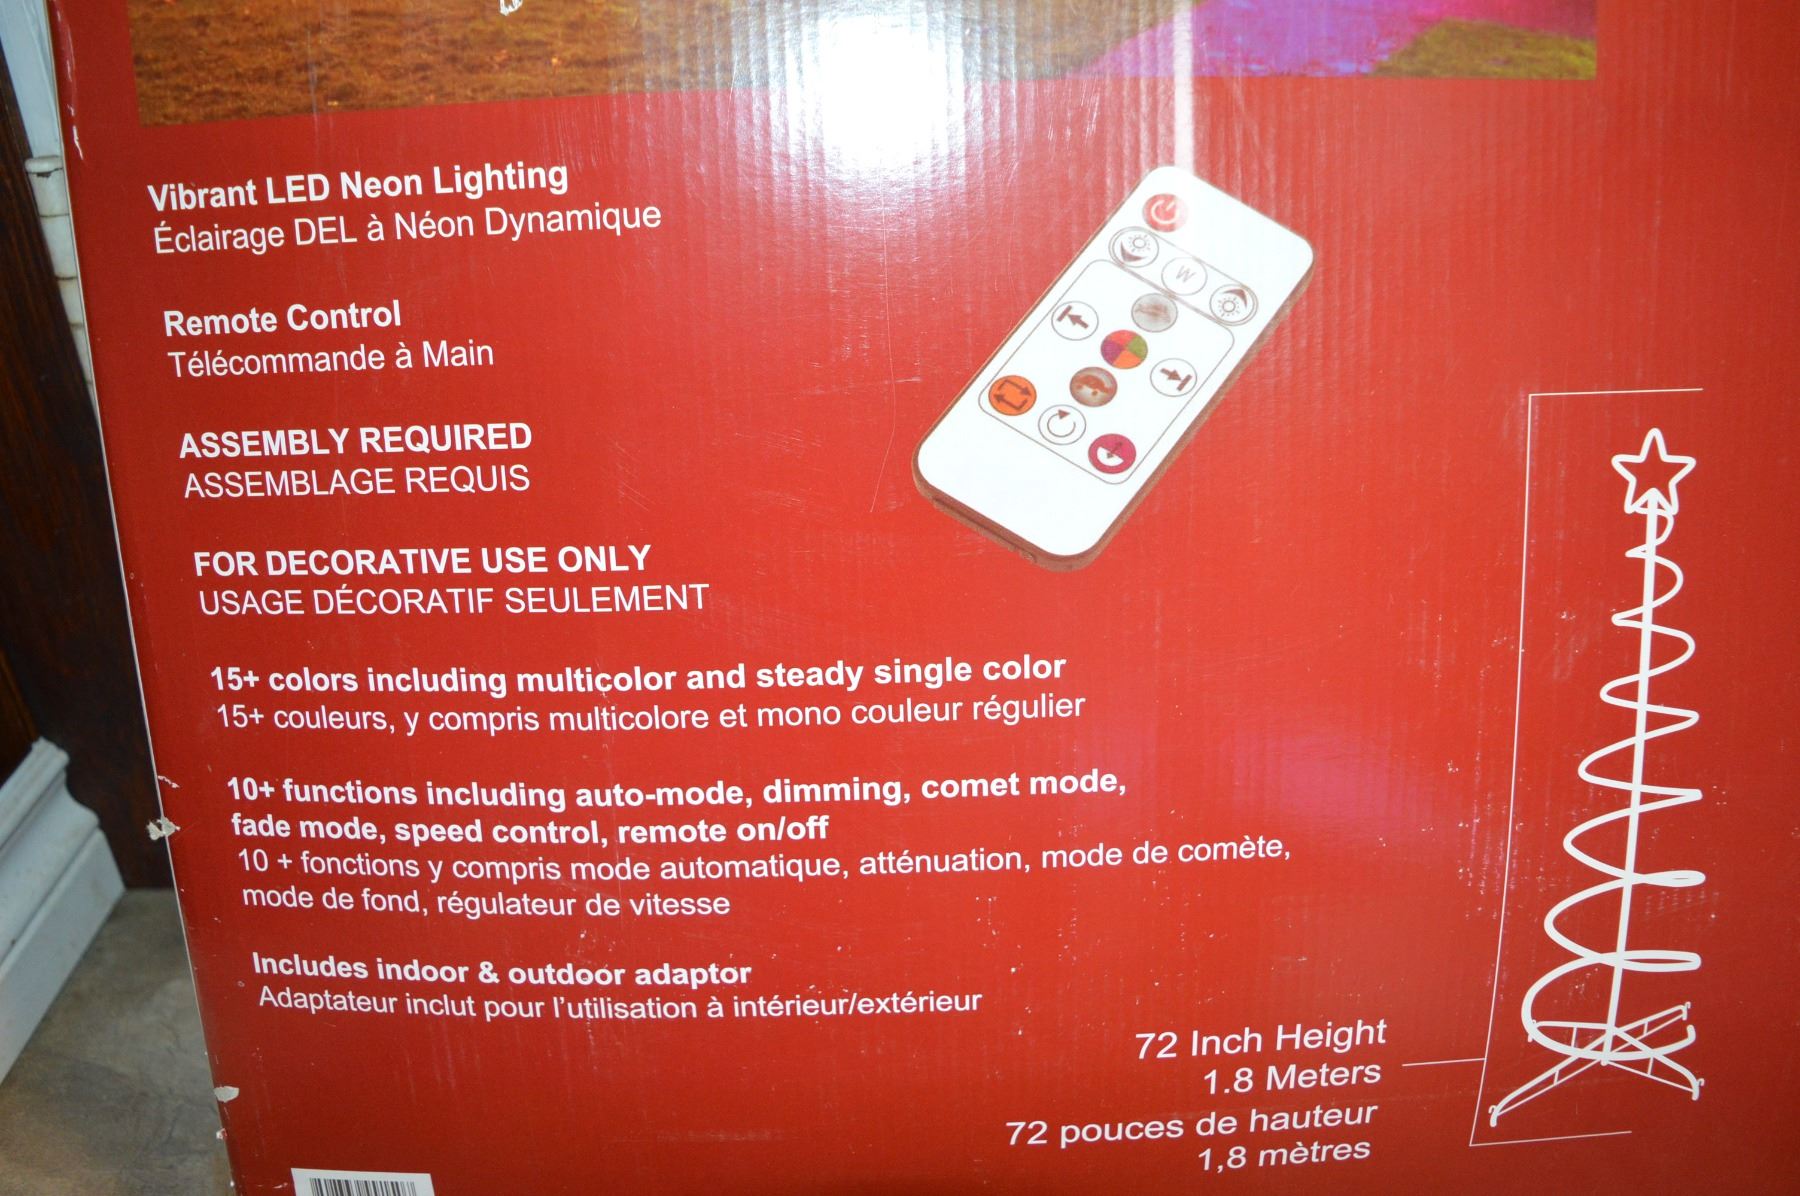 Vibrant LED Neon Lighting
Éclairage DEL à Néon Dynamique
Remote Control
Télécommande à Main
ASSEMBLY REQUIRED
ASSEMBLAGE REQUIS
FOR DECORATIVE USE ONLY
USAGE DÉCORATIF SEULEMENT
15+ colors including multicolor and steady single color
15+ couleurs, y compris multicolore et mono couleur régulier
10+ functions including auto-mode, dimming, comet mode,
fade mode, speed control, remote on/off
10 + fonctions y compris mode automatique, atténuation, mode de comète,
mode de fond, régulateur de vitesse
Includes indoor & outdoor adaptor
Adaptateur inclut pour l'utilisation à intérieur/extérieur
72 Inch Height
1.8 Meters
72 pouces de hauteur
1,8 mètres
W